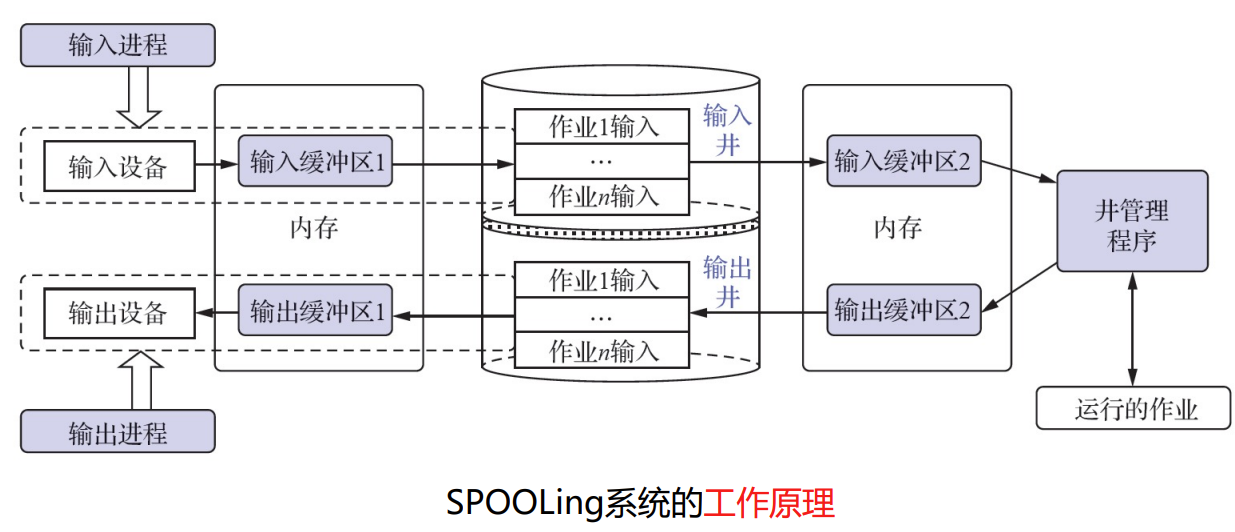 输入进程
输入设备
输入缓冲区1
作业1输入
…
作业n输入
输入
井
输入缓冲区2
井管理
程序
内存
内存
输出设备
输出缓冲区1
作业1输入
…
作业n输入
输出
井
输出缓冲区2
运行的作业
输出进程
SPOOLing系统的工作原理